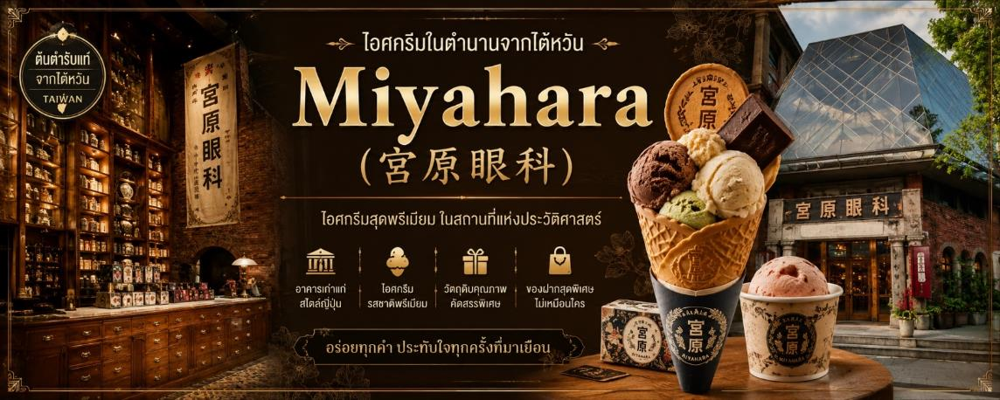 ต้นตำรับแท้
จากไต้หวัน
TAIWAN
宮原眼科
ไอศกรีมในตำนานจากไต้หวัน
Miyahara
(宮原眼科)
ไอศกรีมสุดพรีเมียม ในสถานที่แห่งประวัติศาสตร์
อาคารเก่าแก่
สไตล์ญี่ปุ่น
ไอศกรีม
รสชาติพรีเมียม
วัตถุดิบคุณภาพ
คัดสรรพิเศษ
ของฝากสุดพิเศษ
ไม่เหมือนใคร
อร่อยทุกคำ ประทับใจทุกครั้งที่มาเยือน
宮原
宮原
MIYAHARA
宮原
MIYAHARA
宮原
宮原眼科